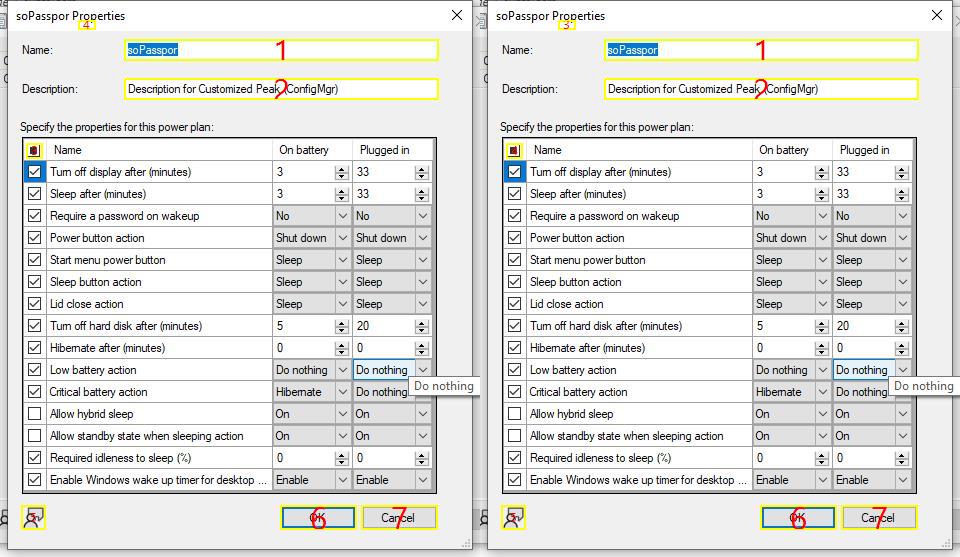 soPasspor Properties
4
Name: soPasspor 1
Description: Description for Customized Peak (ConfigMgr) 2
Specify the properties for this power plan:
Name On battery Plugged in
Turn off display after (minutes) 3 33
Sleep after (minutes) 3 33
Require a password on wakeup No No
Power button action Shut down Shut down
Start menu power button Sleep Sleep
Sleep button action Sleep Sleep
Lid close action Sleep Sleep
Turn off hard disk after (minutes) 5 20
Hibernate after (minutes) 0 0
Low battery action Do nothing Do nothing
Do nothing
Critical battery action Hibernate Do nothing
Allow hybrid sleep On On
Allow standby state when sleeping action On On
Required idleness to sleep (%) 0 0
Enable Windows wake up timer for desktop ... Enable Enable
OK 6 Cancel 7
soPasspor Properties
3
Name: soPasspor 1
Description: Description for Customized Peak (ConfigMgr) 2
Specify the properties for this power plan:
Name On battery Plugged in
Turn off display after (minutes) 3 33
Sleep after (minutes) 3 33
Require a password on wakeup No No
Power button action Shut down Shut down
Start menu power button Sleep Sleep
Sleep button action Sleep Sleep
Lid close action Sleep Sleep
Turn off hard disk after (minutes) 5 20
Hibernate after (minutes) 0 0
Low battery action Do nothing Do nothing
Do nothing
Critical battery action Hibernate Do nothing
Allow hybrid sleep On On
Allow standby state when sleeping action On On
Required idleness to sleep (%) 0 0
Enable Windows wake up timer for desktop ... Enable Enable
OK 6 Cancel 7